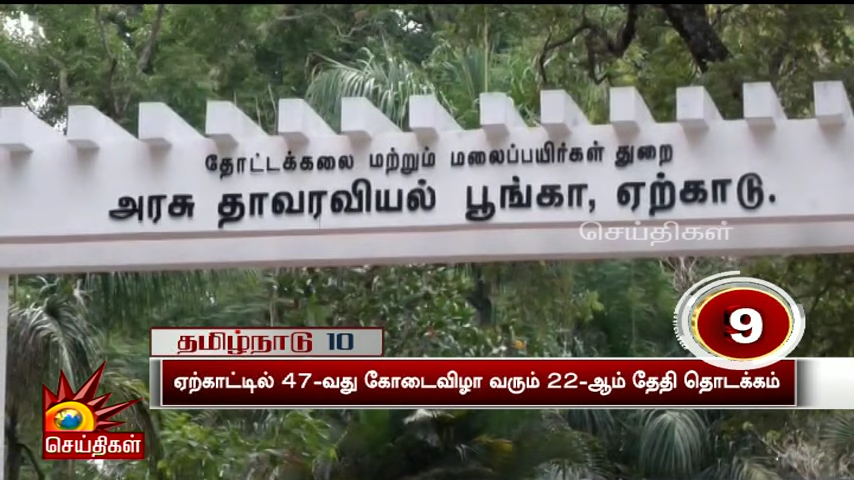 தோட்டக்கலை மற்றும் மலைப்பயிர்கள் துறை
அரசு தாவரவியல் பூங்கா, ஏற்காடு.
செய்திகள்
9
தமிழ்நாடு 10
ஏற்காட்டில் 47-வது கோடைவிழா வரும் 22-ஆம் தேதி தொடக்கம்
செய்திகள்